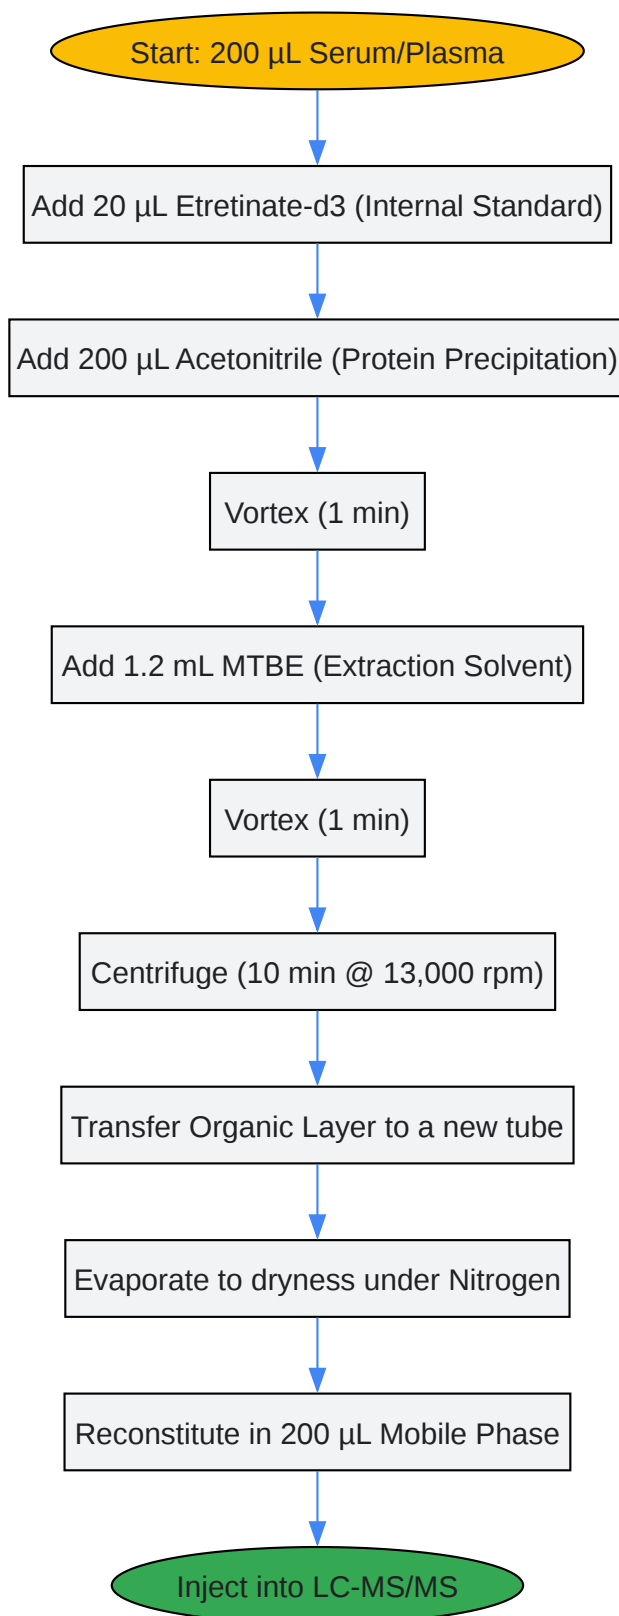 Start: 200 µL Serum/Plasma
Add 20 µL Etretinate-d3 (Internal Standard)
Add 200 µL Acetonitrile (Protein Precipitation)
Vortex (1 min)
Add 1.2 mL MTBE (Extraction Solvent)
Vortex (1 min)
Centrifuge (10 min @ 13,000 rpm)
Transfer Organic Layer to a new tube
Evaporate to dryness under Nitrogen
Reconstitute in 200 µL Mobile Phase
Inject into LC-MS/MS